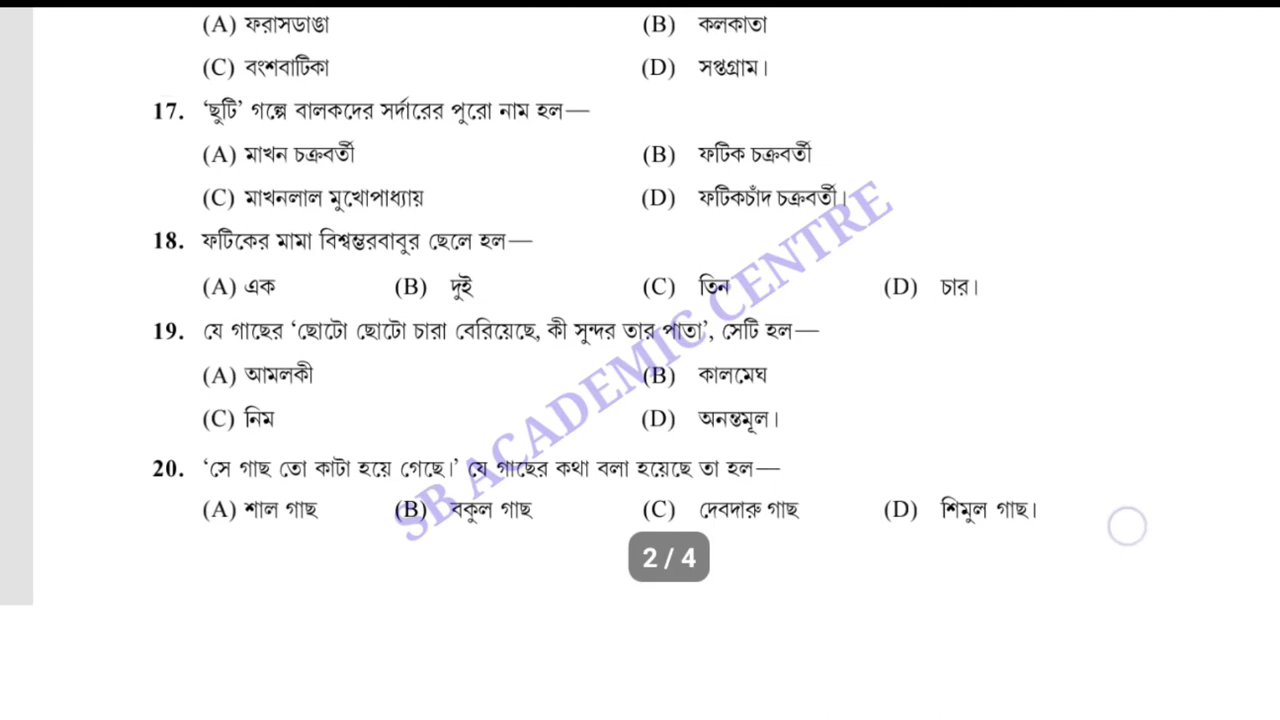 (A) ফরাসডাঙা (B) কলকাতা
(C) বংশবাটিকা (D) সপ্তগ্রাম।
17. ‘ছুটি’ গল্পে বালকদের সর্দারের পুরো নাম হল—
(A) মাখন চক্রবর্তী (B) ফটিক চক্রবর্তী
(C) মাখনলাল মুখোপাধ্যায় (D) ফটিকচাঁদ চক্রবর্তী।
18. ফটিকের মামা বিশ্বম্ভরবাবুর ছেলে হল—
(A) এক (B) দুই (C) তিন (D) চার।
19. যে গাছের ‘ছোটো ছোটো চারা বেরিয়েছে, কী সুন্দর তার পাতা’, সেটি হল—
(A) আমলকী (B) কালমেঘ
(C) নিম (D) অনন্তমূল।
20. ‘সে গাছ তো কাটা হয়ে গেছে।’ যে গাছের কথা বলা হয়েছে তা হল—
(A) শাল গাছ (B) বকুল গাছ (C) দেবদারু গাছ (D) শিমুল গাছ।
SB ACADEMIC CENTRE
2 / 4